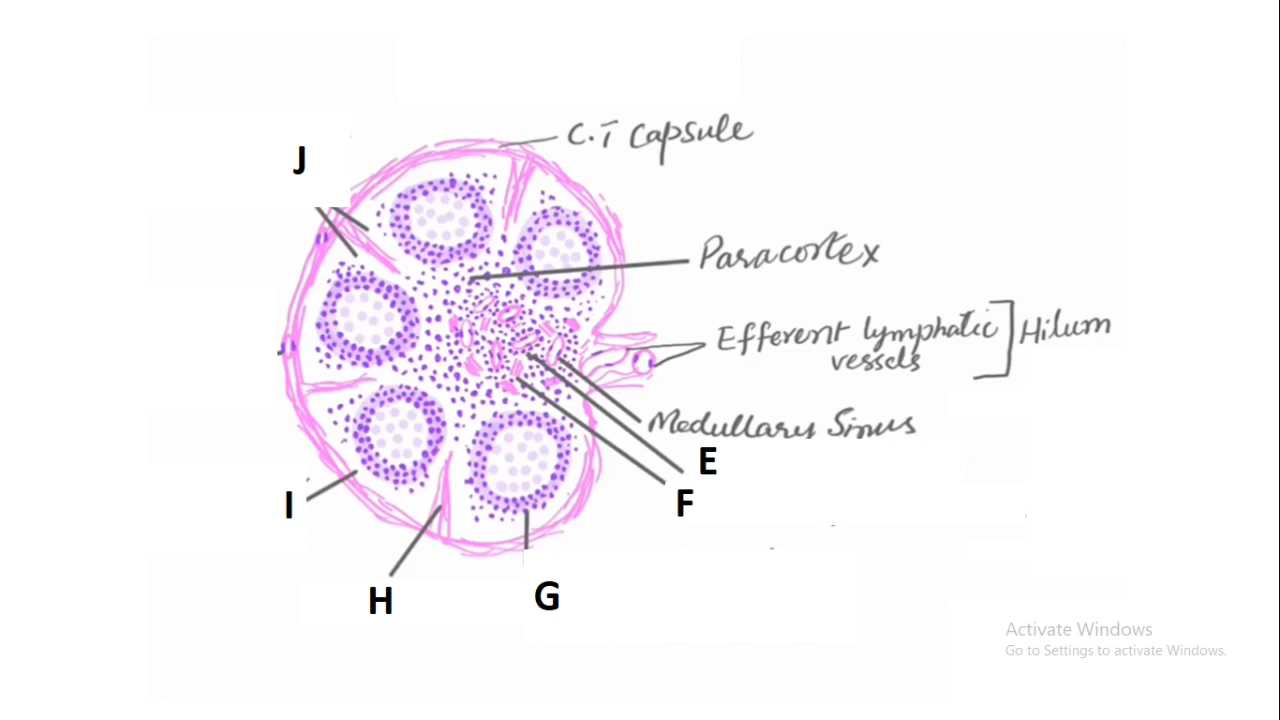 C.T Capsule
J
Paracortex
Efferent lymphatic
vessels
Hilum
Medullary Sinus
E
F
I
H
G
Activate Windows
Go to Settings to activate Windows.